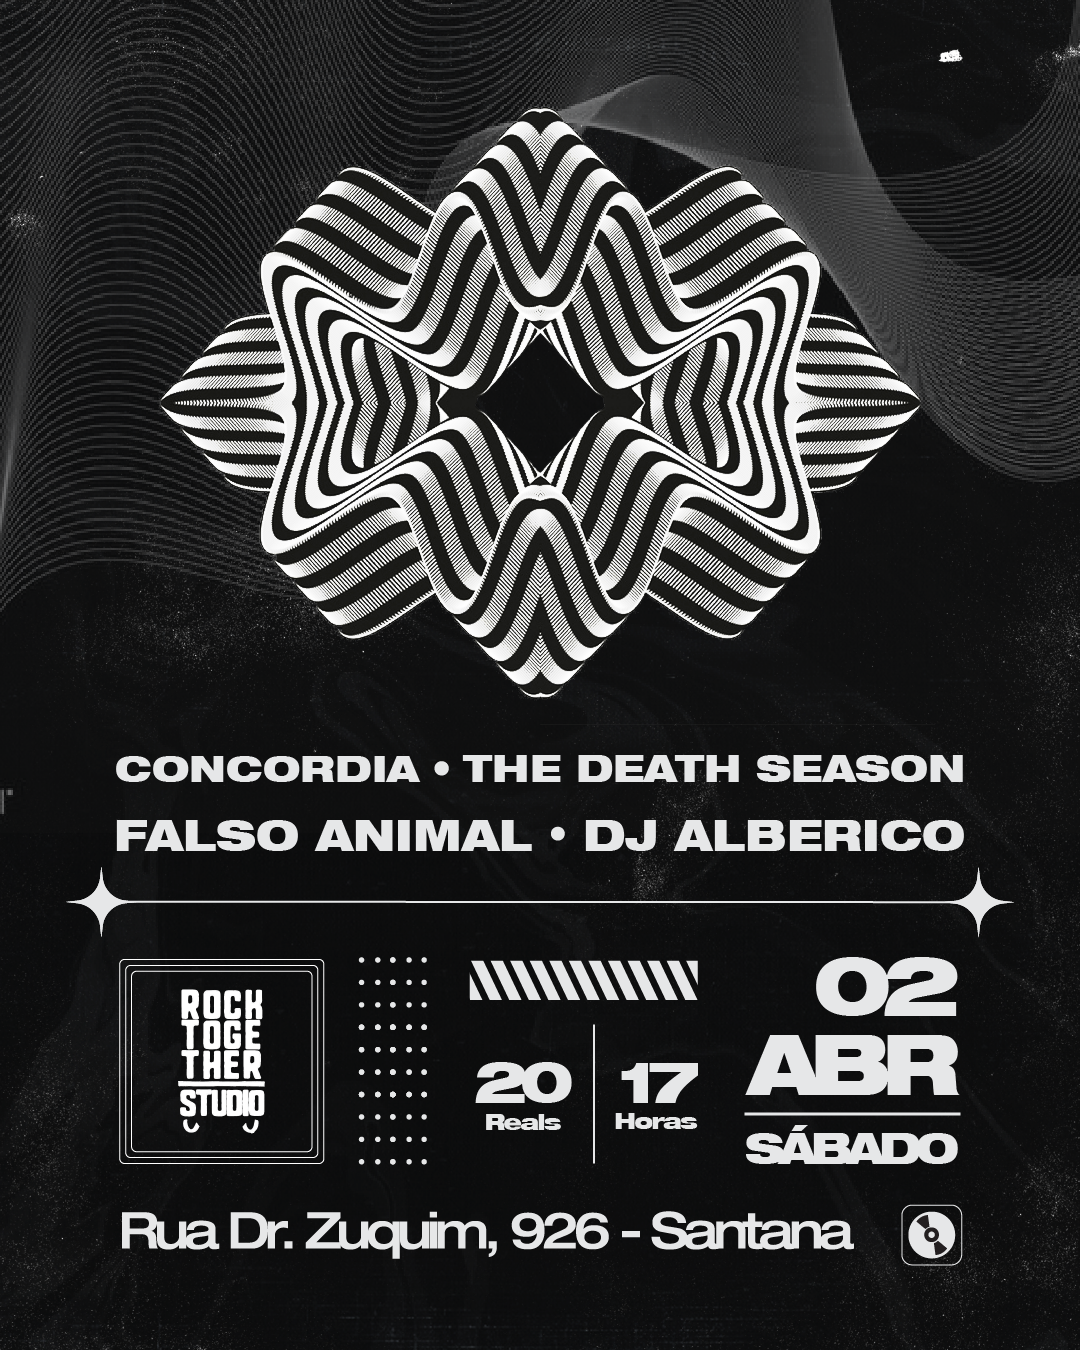 CONCORDIA • THE DEATH SEASON
FALSO ANIMAL • DJ ALBERICO
ROCK
TOGE
THER
STUDIO
20
Reais
17
Horas
02
ABR
SÁBADO
Rua Dr. Zuquim, 926 - Santana